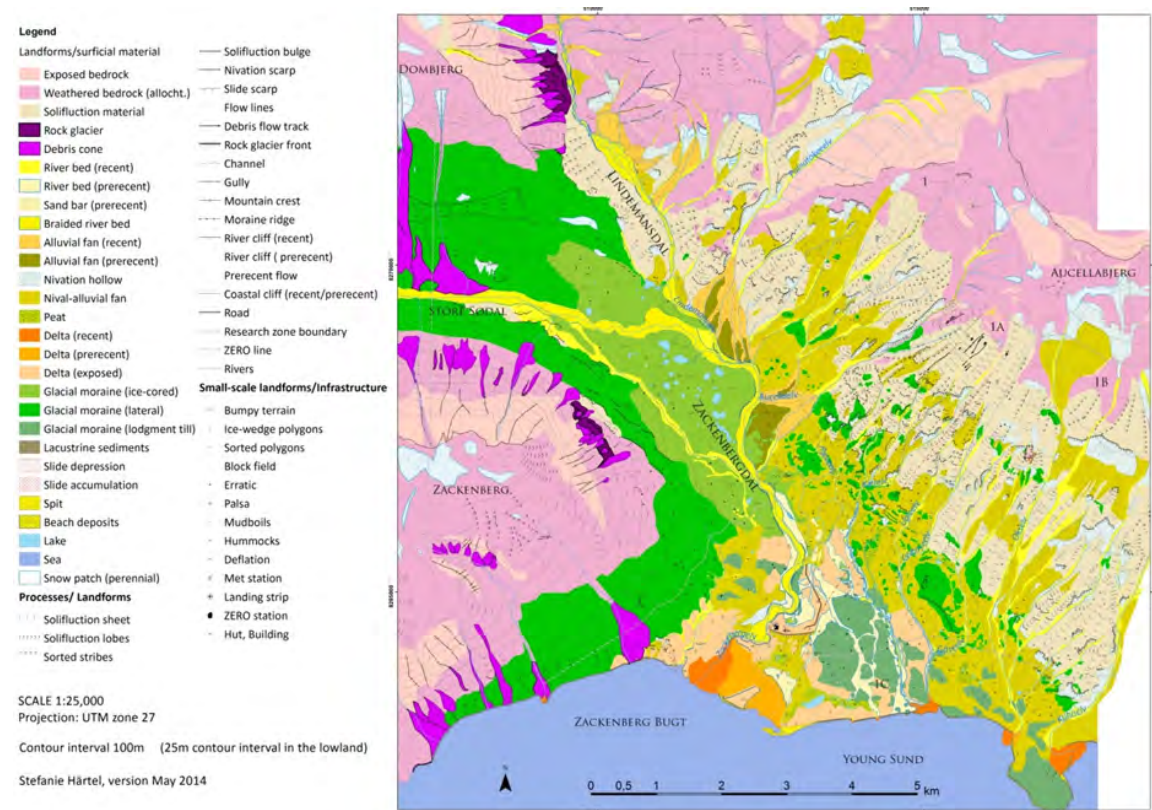 Legend
Landforms/surficial material
Exposed bedrock
Weathered bedrock (allocht.)
Solifluction material
Rock glacier
Debris cone
River bed (recent)
River bed (prerecent)
Sand bar (prerecent)
Braided river bed
Alluvial fan (recent)
Alluvial fan (prerecent)
Nivation hollow
Nival-alluvial fan
Peat
Delta (recent)
Delta (prerecent)
Delta (exposed)
Glacial moraine (ice-cored)
Glacial moraine (lateral)
Glacial moraine (lodgment till)
Lacustrine sediments
Slide depression
Slide accumulation
Spit
Beach deposits
Lake
Sea
Snow patch (perennial)
Processes/ Landforms
Solifluction sheet
Solifluction lobes
Sorted stribes
Solifluction bulge
Nivation scarp
Slide scarp
Flow lines
Debris flow track
Rock glacier front
Channel
Gully
Mountain crest
Moraine ridge
River cliff (recent)
River cliff ( prerecent)
Prerecent flow
Coastal cliff (recent/prerecent)
Road
Research zone boundary
ZERO line
Rivers
Small-scale landforms/Infrastructure
Bumpy terrain
Ice-wedge polygons
Sorted polygons
Block field
Erratic
Palsa
Mudboils
Hummocks
Deflation
Met station
Landing strip
ZERO station
Hut, Building
SCALE 1:25,000
Projection: UTM zone 27
Contour interval 100m (25m contour interval in the lowland)
Stefanie Härtel, version May 2014
DOMBJERG
LINDEMANSDAL
1
AUCELLABJERG
STORE SØDAL
1A
1B
ZACKENBERGDAL
ZACKENBERG
1C
ZACKENBERG BUGT
YOUNG SUND
N
0 0,5 1 2 3 4 5
km